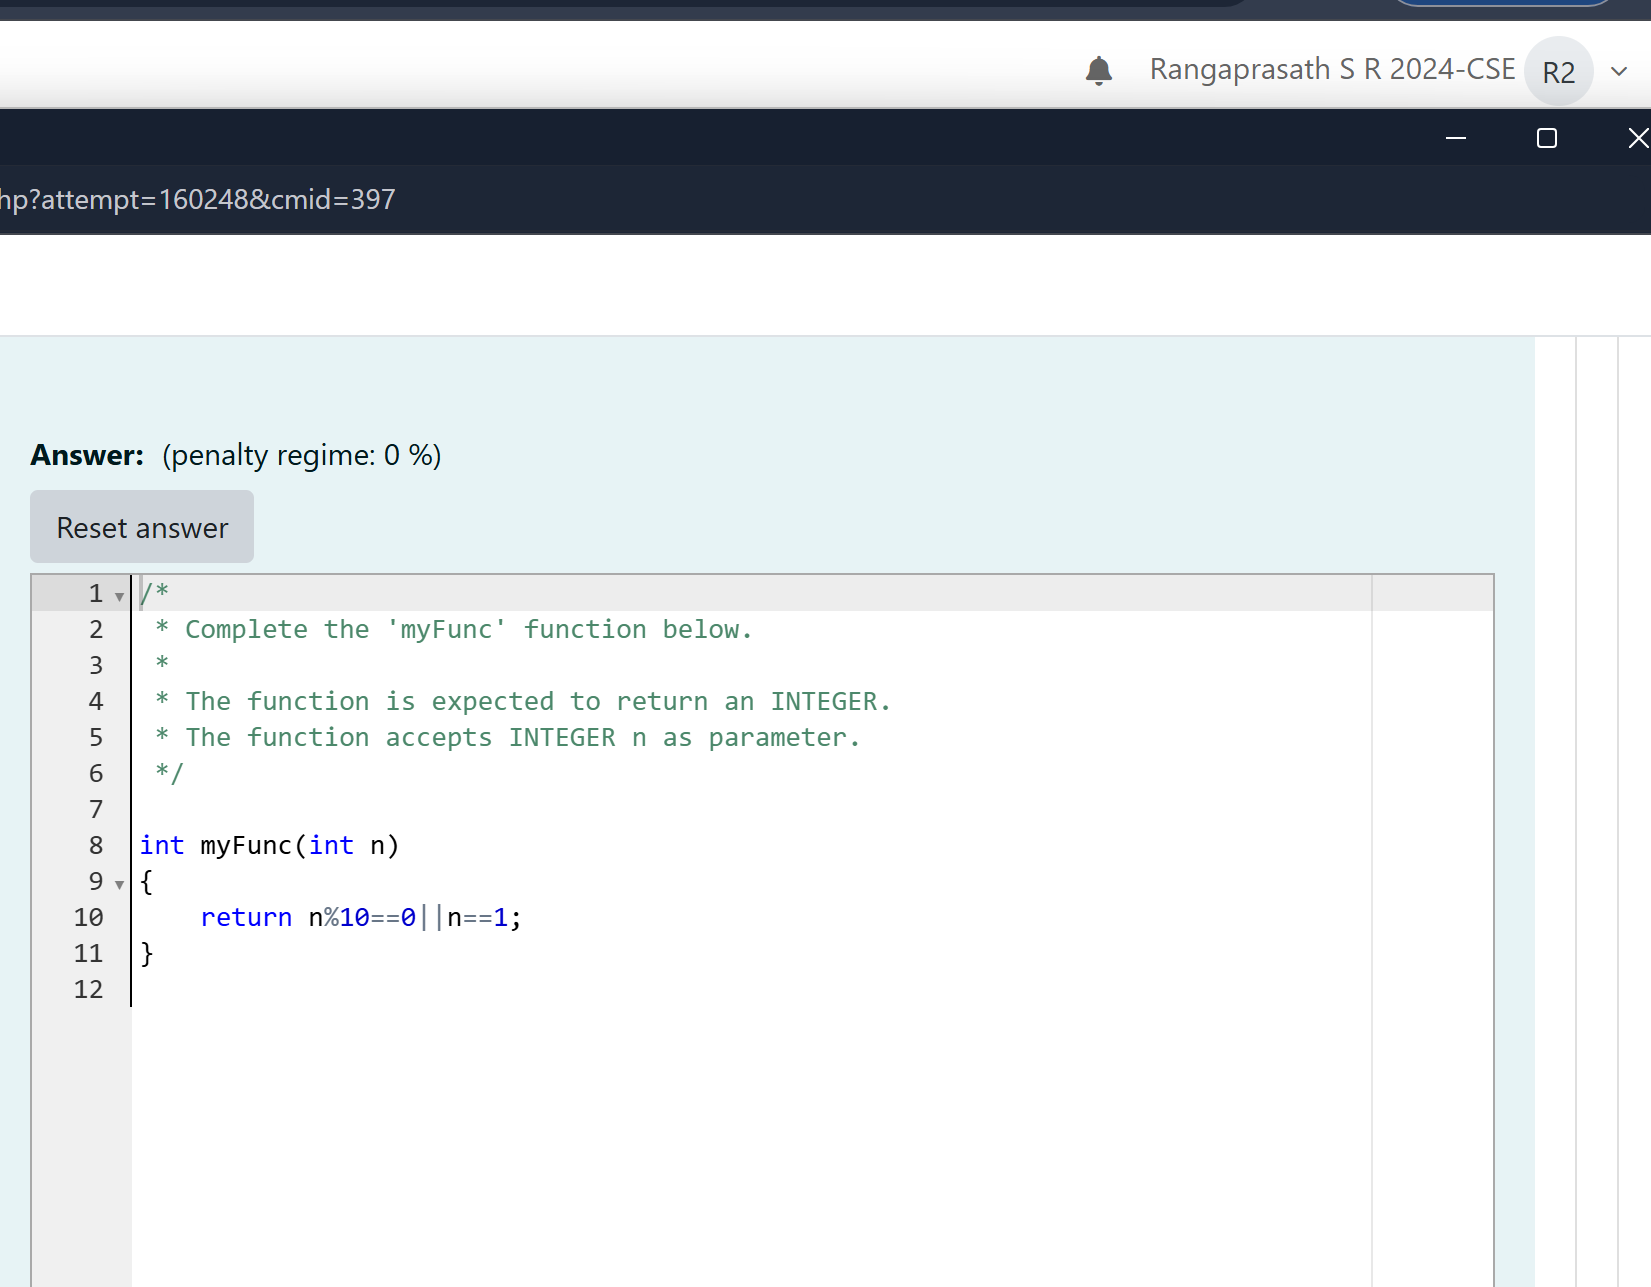 Rangaprasath S R 2024-CSE R2
hp?attempt=160248&cmid=397
Answer: (penalty regime: 0 %)
Reset answer
1 /*
2 * Complete the 'myFunc' function below.
3 *
4 * The function is expected to return an INTEGER.
5 * The function accepts INTEGER n as parameter.
6 */
7
8 int myFunc(int n)
9 {
10 return n%10==0||n==1;
11 }
12